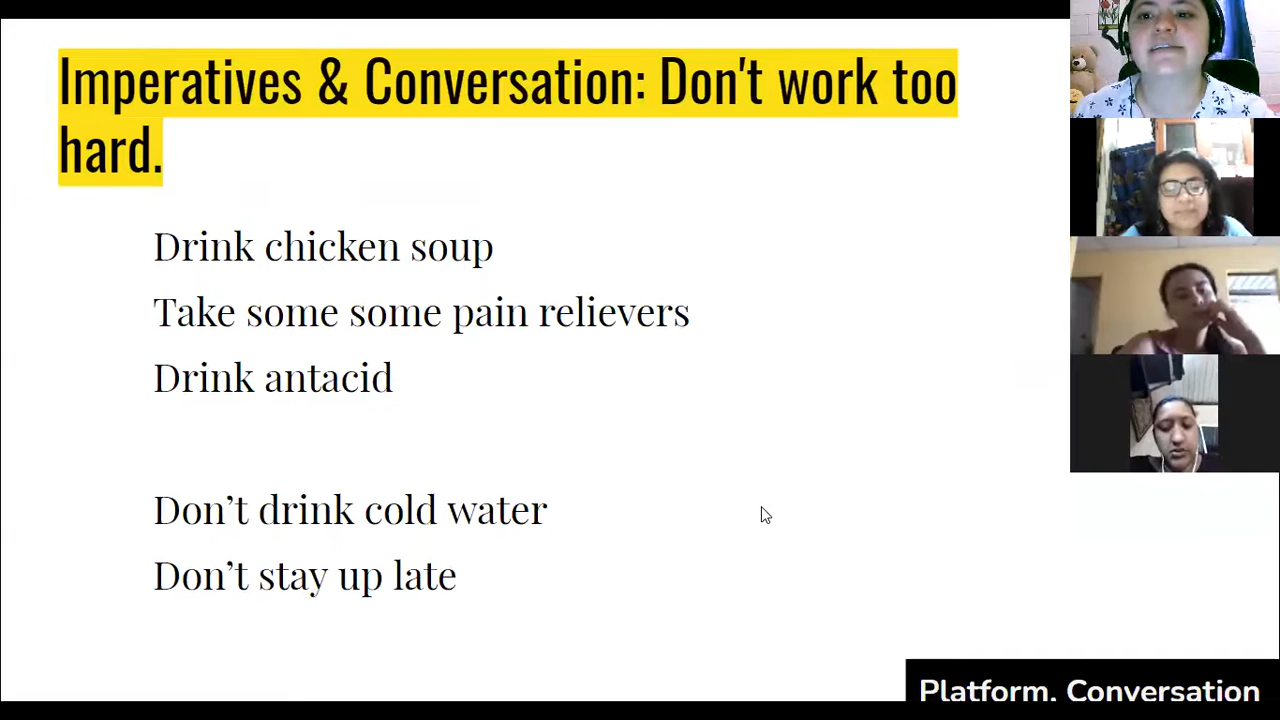 Imperatives & Conversation: Don't work too
hard.
Drink chicken soup
Take some some pain relievers
Drink antacid
Don’t drink cold water
Don’t stay up late
Platform. Conversation